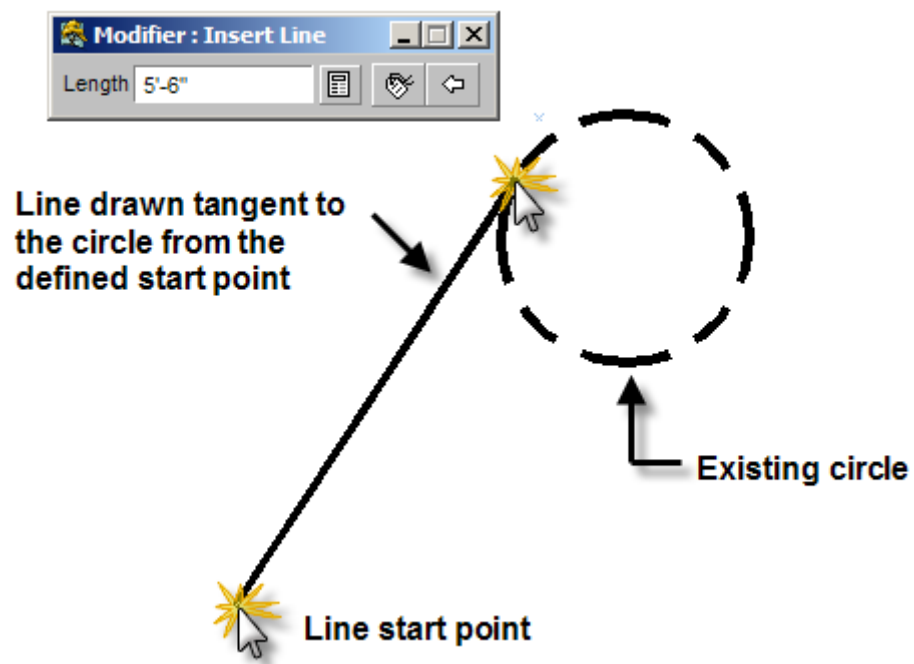 Modifier : Insert Line
Length 5'-6"
Line drawn tangent to
the circle from the
defined start point
Existing circle
Line start point